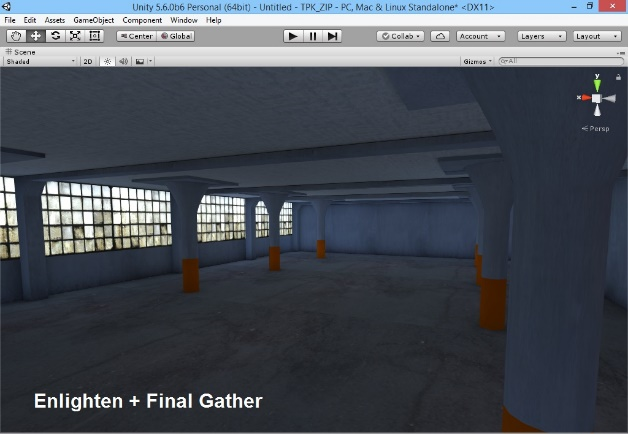 Unity 5.6.0b6 Personal (64bit) - Untitled - TPK_ZIP - PC, Mac & Linux Standalone* <DX11>
File Edit Assets GameObject Component Window Help
Center Global Collab Account Layers Layout
Scene
Shaded 2D Gizmos All
y
x
Persp
Enlighten + Final Gather